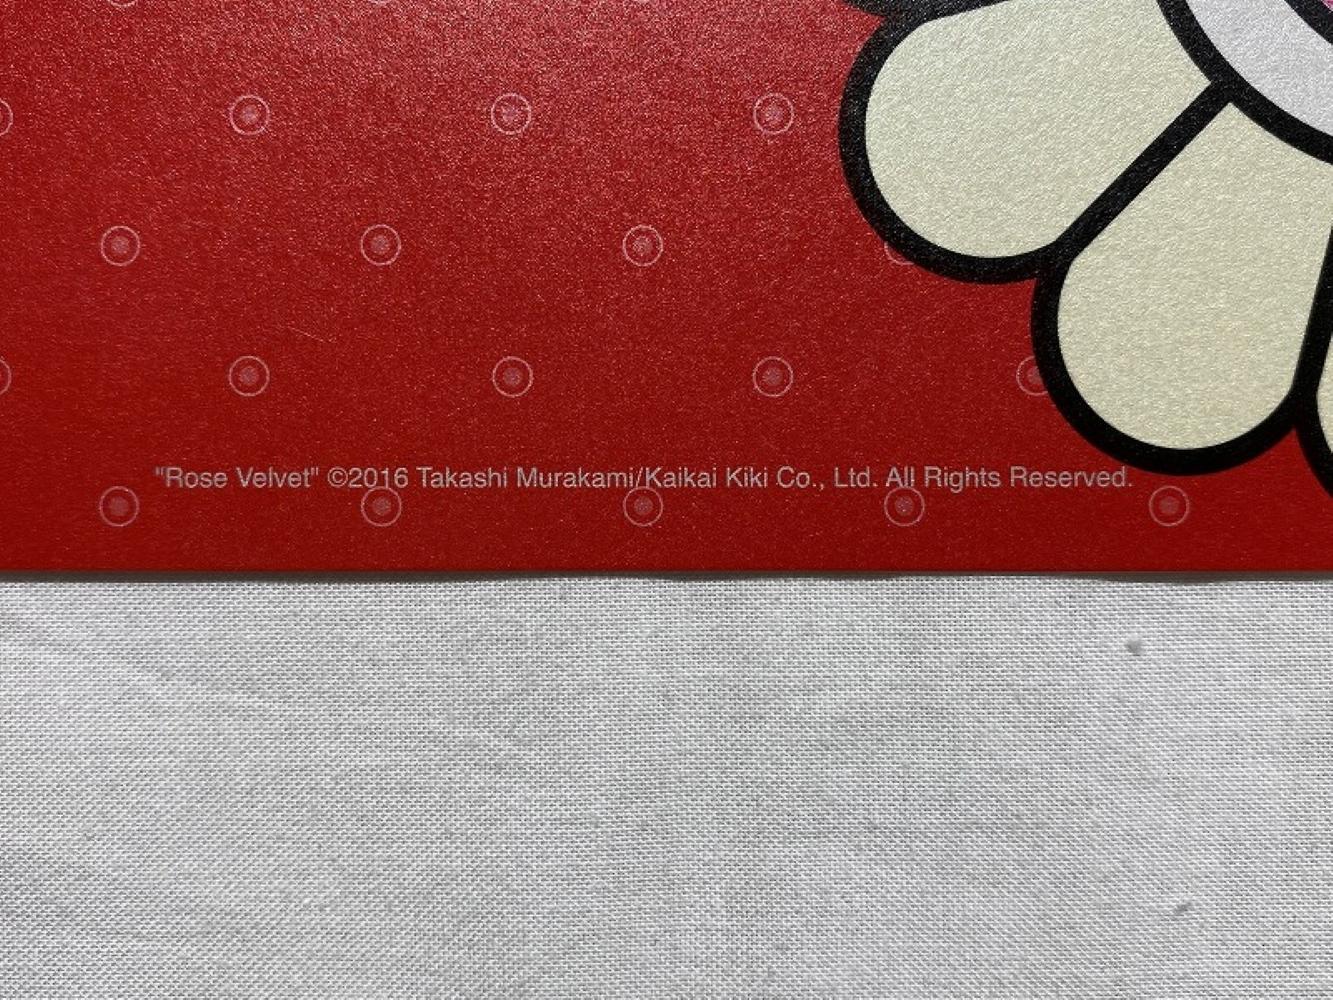 "Rose Velvet" ©2016 Takashi Murakami/Kaikai Kiki Co., Ltd. All Rights Reserved.